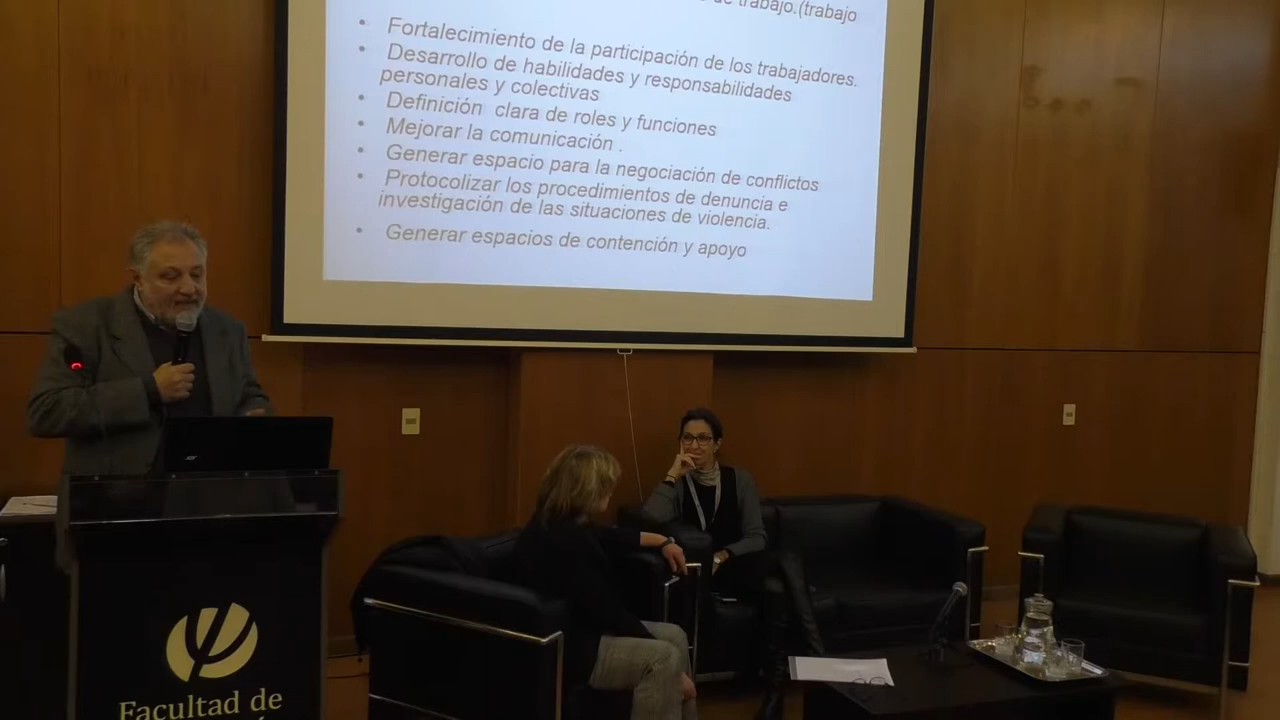 de trabajo.(trabajo
• Fortalecimiento de la participación de los trabajadores.
• Desarrollo de habilidades y responsabilidades
personales y colectivas
• Definición clara de roles y funciones
• Mejorar la comunicación .
• Generar espacio para la negociación de conflictos
• Protocolizar los procedimientos de denuncia e
investigación de las situaciones de violencia.
• Generar espacios de contención y apoyo
Facultad de